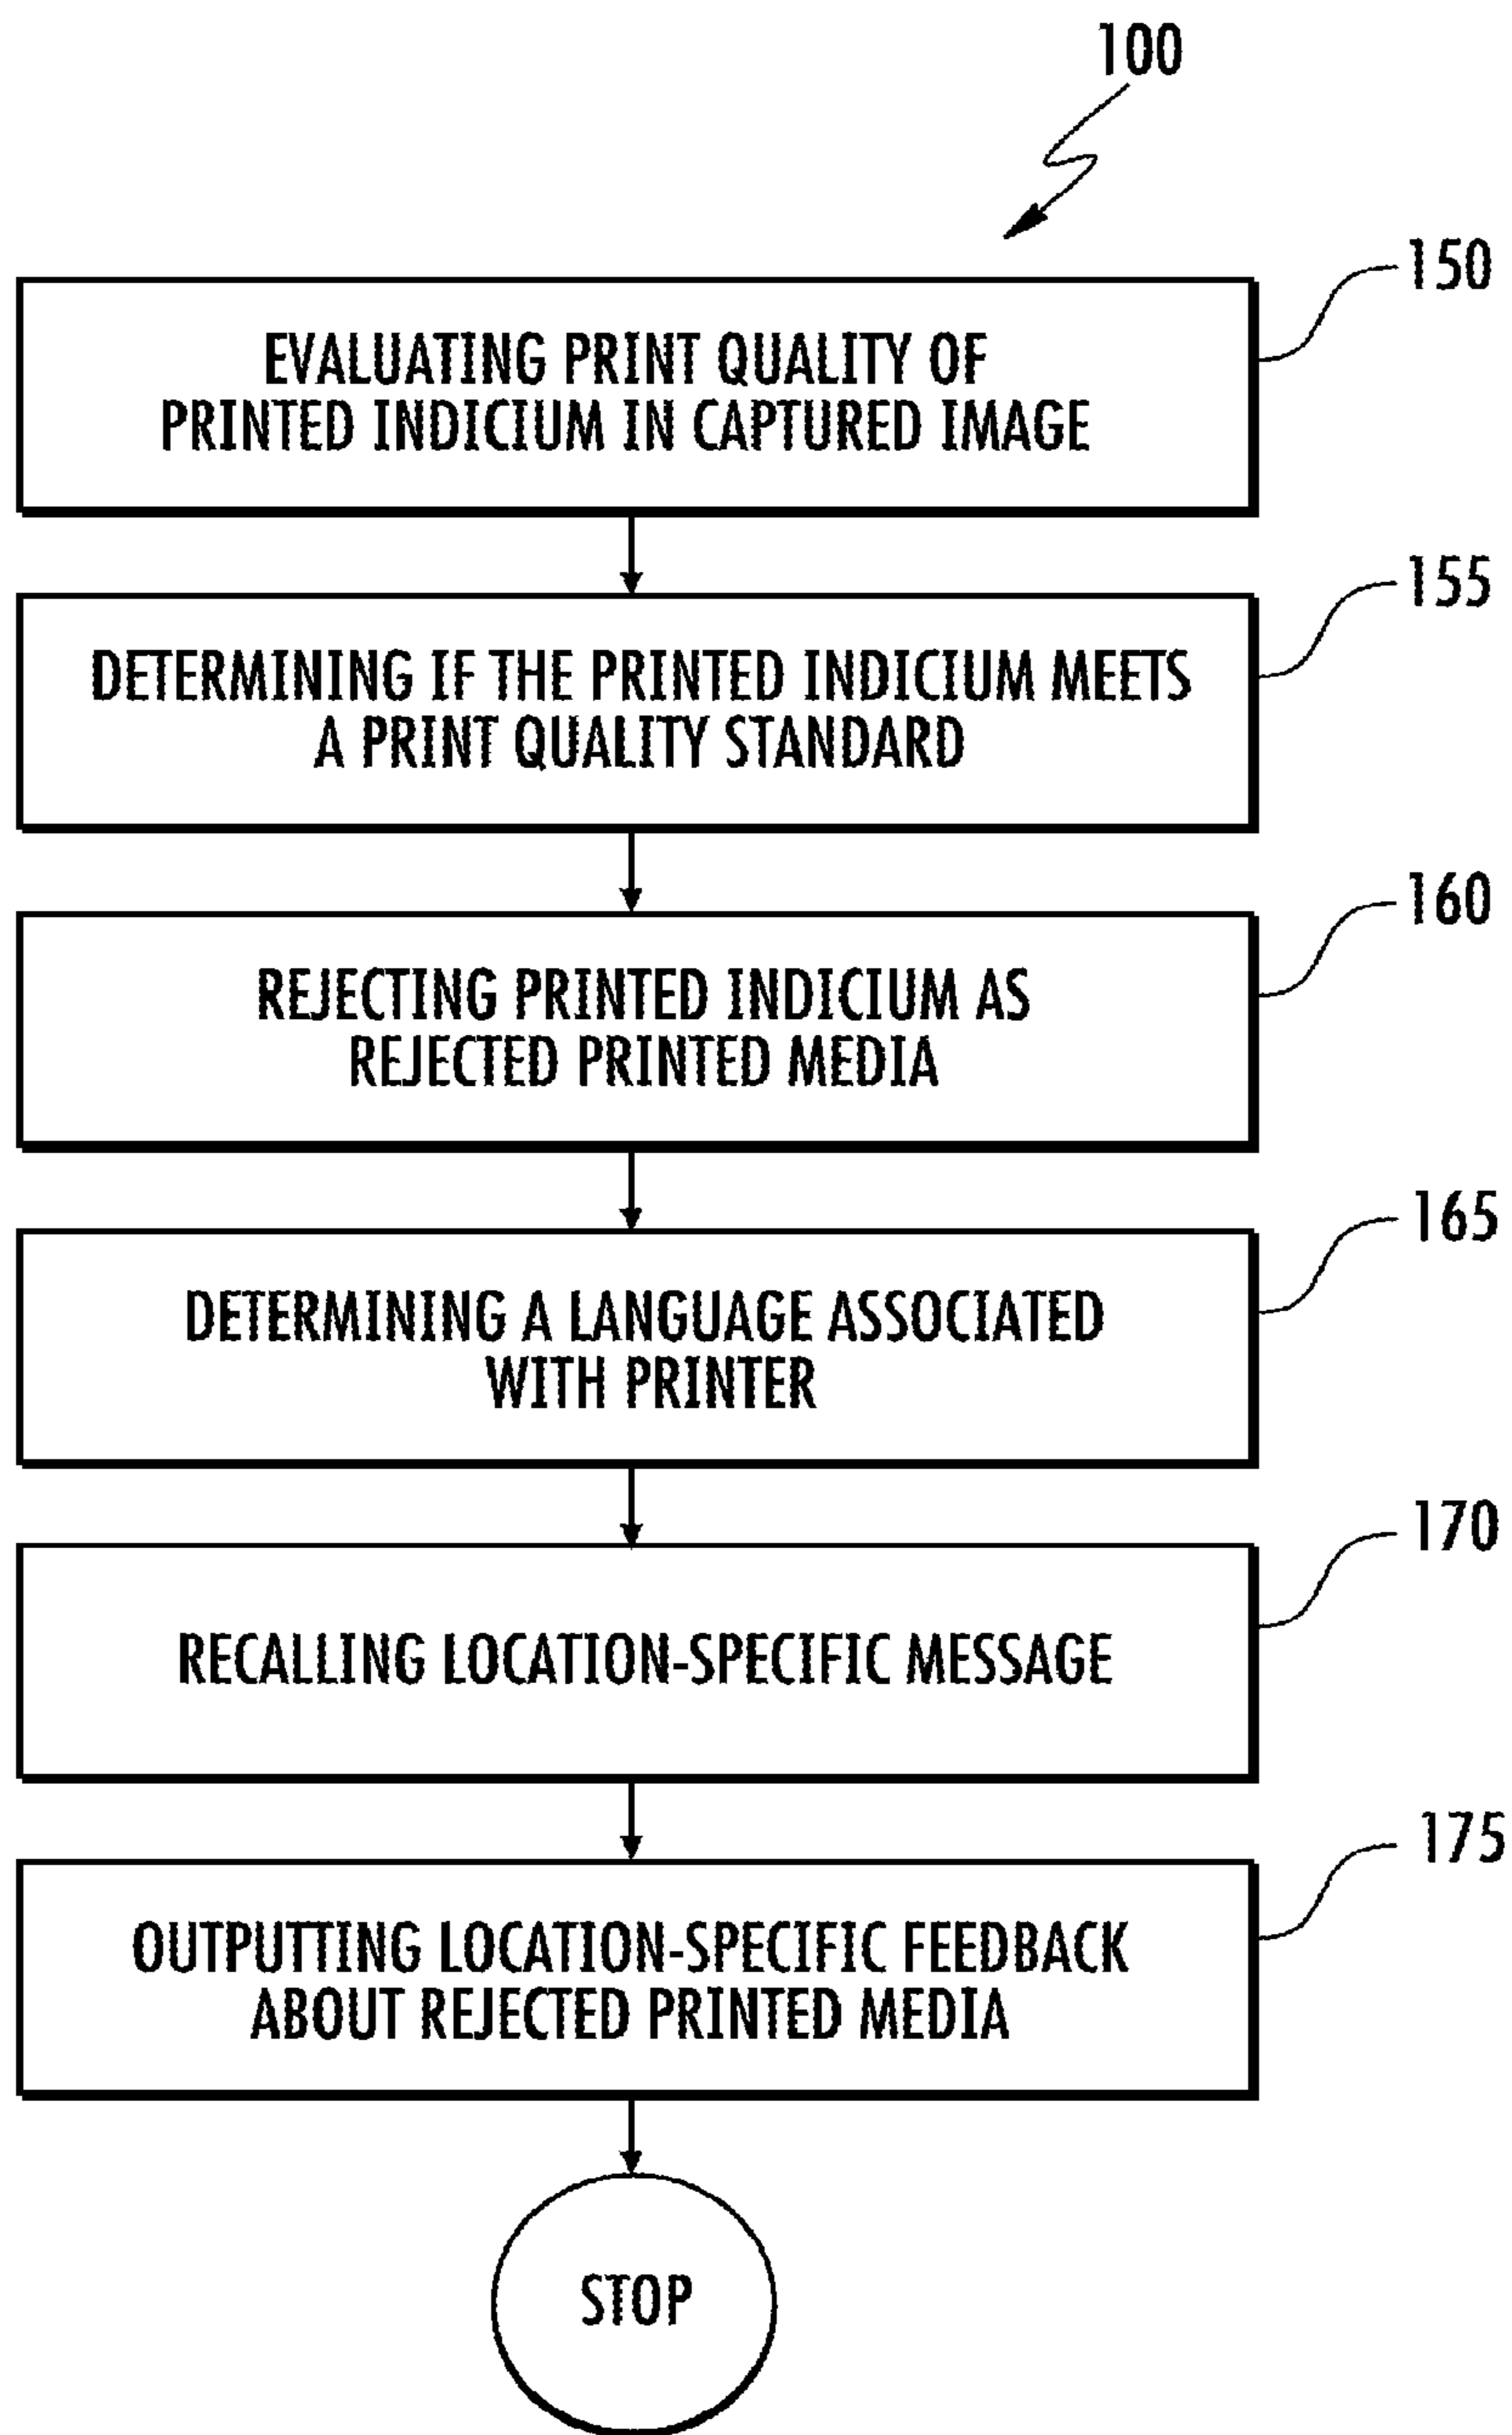 100
150
EVALUATING PRINT QUALITY OF
PRINTED INDICIUM IN CAPTURED IMAGE
155
DETERMINING IF THE PRINTED INDICIUM MEETS
A PRINT QUALITY STANDARD
160
REJECTING PRINTED INDICIUM AS
REJECTED PRINTED MEDIA
165
DETERMINING A LANGUAGE ASSOCIATED
WITH PRINTER
170
RECALLING LOCATION-SPECIFIC MESSAGE
175
OUTPUTTING LOCATION-SPECIFIC FEEDBACK
ABOUT REJECTED PRINTED MEDIA
STOP